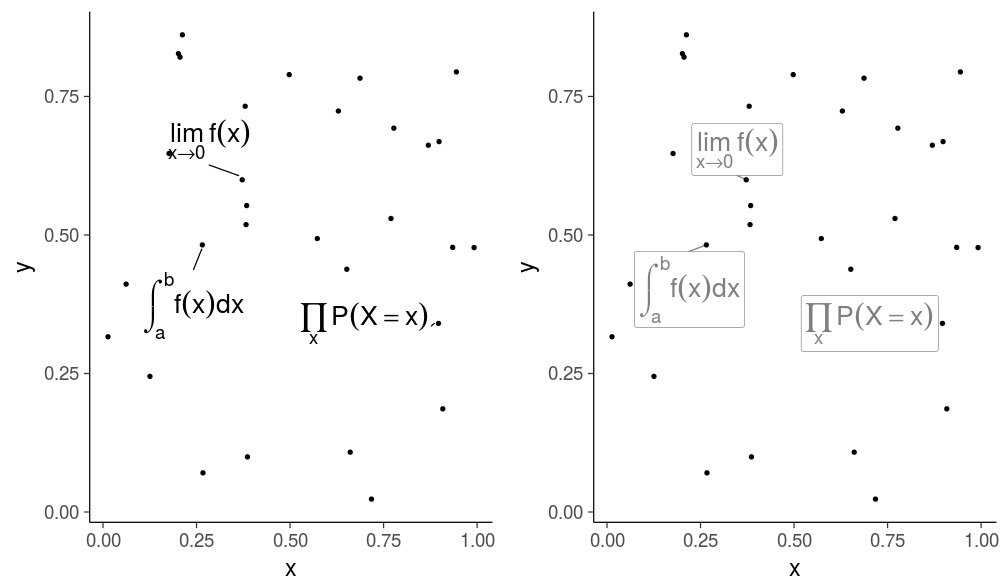 0.75
0.50
0.25
0.00
y
0.00 0.25 0.50 0.75 1.00
x
lim f(x)
x→0
∫ₐᵇ f(x)dx
∏ P(X = x)
x
0.75
0.50
0.25
0.00
y
0.00 0.25 0.50 0.75 1.00
x
lim f(x)
x→0
∫ₐᵇ f(x)dx
∏ P(X = x)
x